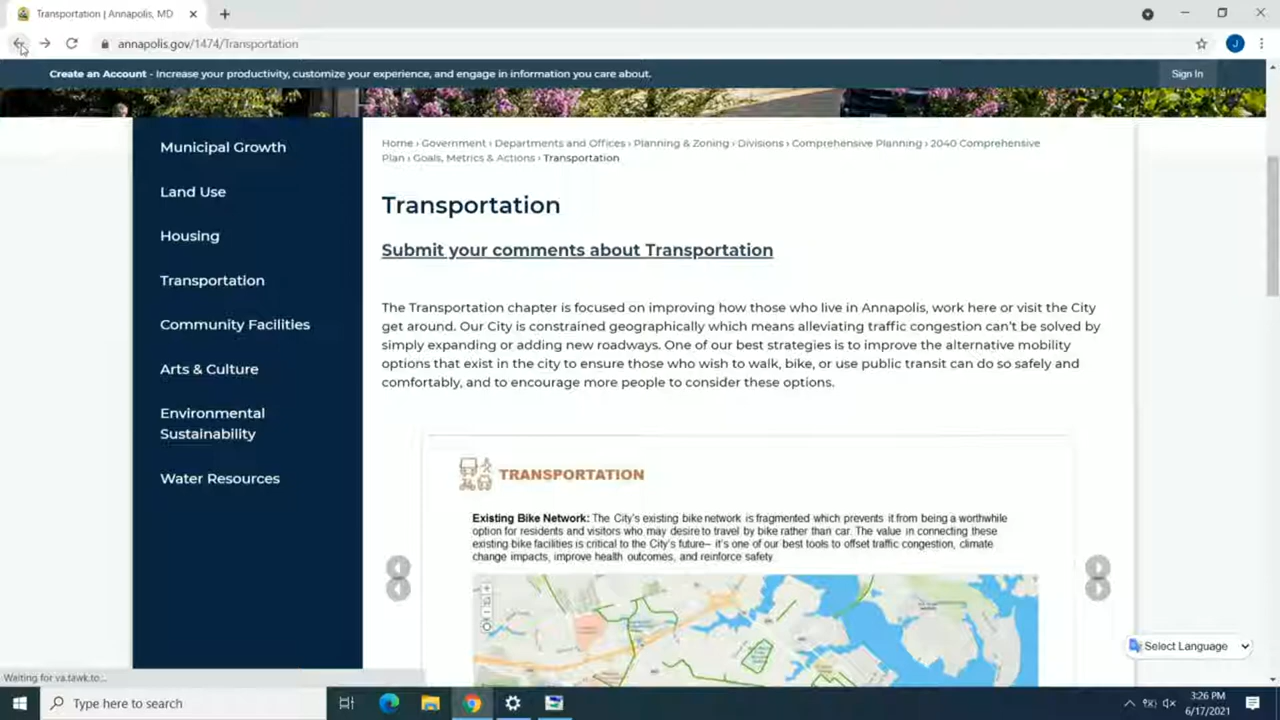 Transportation | Annapolis, MD
annapolis.gov/1474/Transportation
Create an Account - Increase your productivity, customize your experience, and engage in information you care about.
Sign In
Municipal Growth
Land Use
Housing
Transportation
Community Facilities
Arts & Culture
Environmental
Sustainability
Water Resources
Home › Government › Departments and Offices › Planning & Zoning › Divisions › Comprehensive Planning › 2040 Comprehensive
Plan › Goals, Metrics & Actions › Transportation
Transportation
Submit your comments about Transportation
The Transportation chapter is focused on improving how those who live in Annapolis, work here or visit the City
get around. Our City is constrained geographically which means alleviating traffic congestion can't be solved by
simply expanding or adding new roadways. One of our best strategies is to improve the alternative mobility
options that exist in the city to ensure those who wish to walk, bike, or use public transit can do so safely and
comfortably, and to encourage more people to consider these options.
TRANSPORTATION
Existing Bike Network: The City's existing bike network is fragmented which prevents it from being a worthwhile
option for residents and visitors who may desire to travel by bike rather than car. The value in connecting these
existing bike facilities is critical to the City's future– it's one of our best tools to offset traffic congestion, climate
change impacts, improve health outcomes, and reinforce safety
Select Language
Waiting for va.tawk.to...
Type here to search
3:26 PM
6/17/2021
J